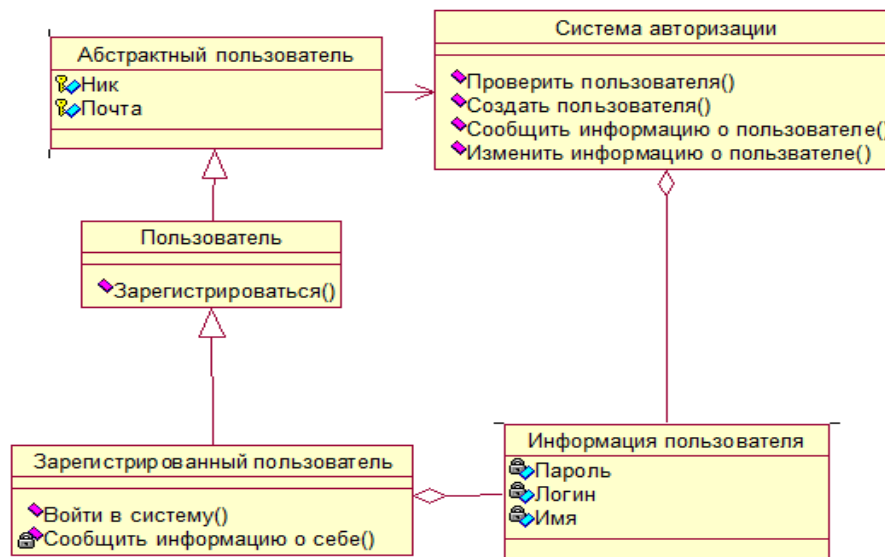 Абстрактный пользователь
Ник
Почта
Система авторизации
Проверить пользователя()
Создать пользователя()
Сообщить информацию о пользователе()
Изменить информацию о пользвателе()
Пользователь
Зарегистрироваться()
Зарегистрированный пользователь
Войти в систему()
Сообщить информацию о себе()
Информация пользователя
Пароль
Логин
Имя